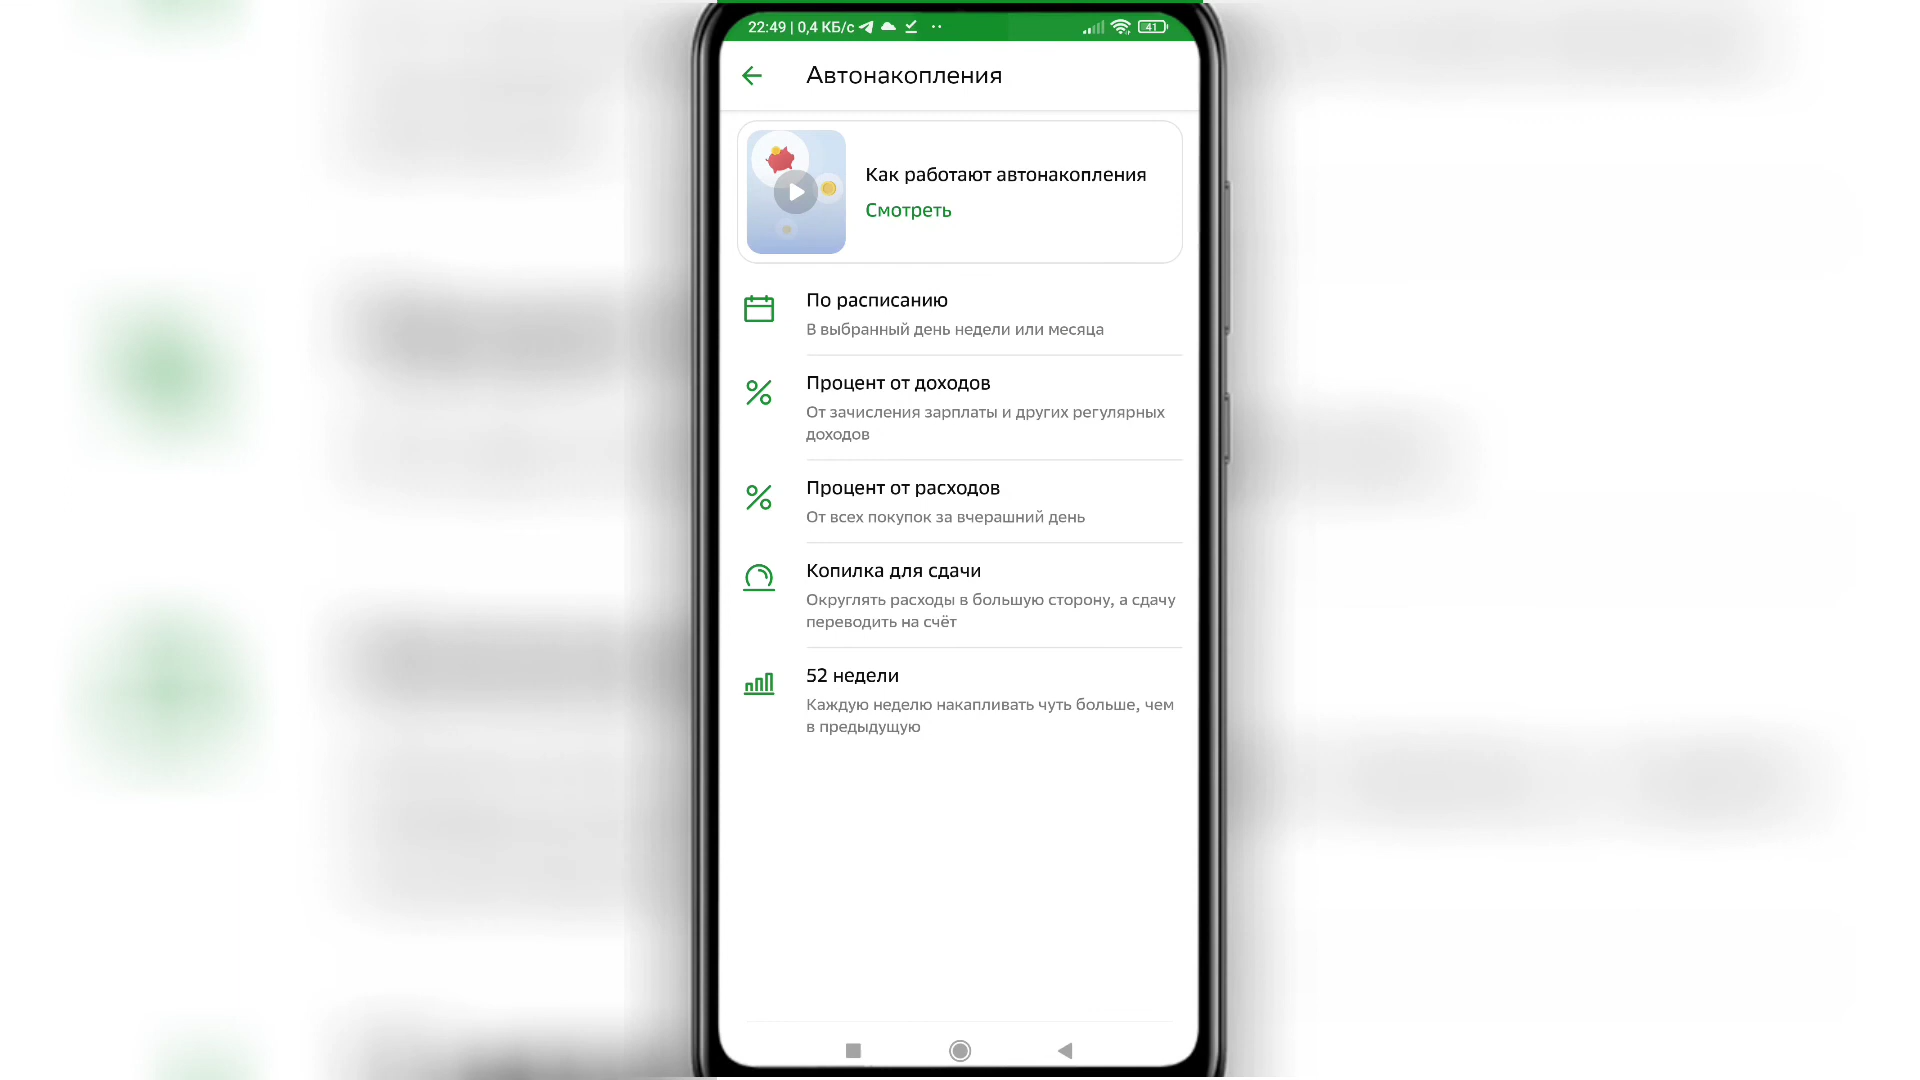 22:49 | 0,4 КБ/с 41
Автонакопления
Как работают автонакопления
Смотреть
По расписанию
В выбранный день недели или месяца
Процент от доходов
От зачисления зарплаты и других регулярных
доходов
Процент от расходов
От всех покупок за вчерашний день
Копилка для сдачи
Округлять расходы в большую сторону, а сдачу
переводить на счёт
52 недели
Каждую неделю накапливать чуть больше, чем
в предыдущую